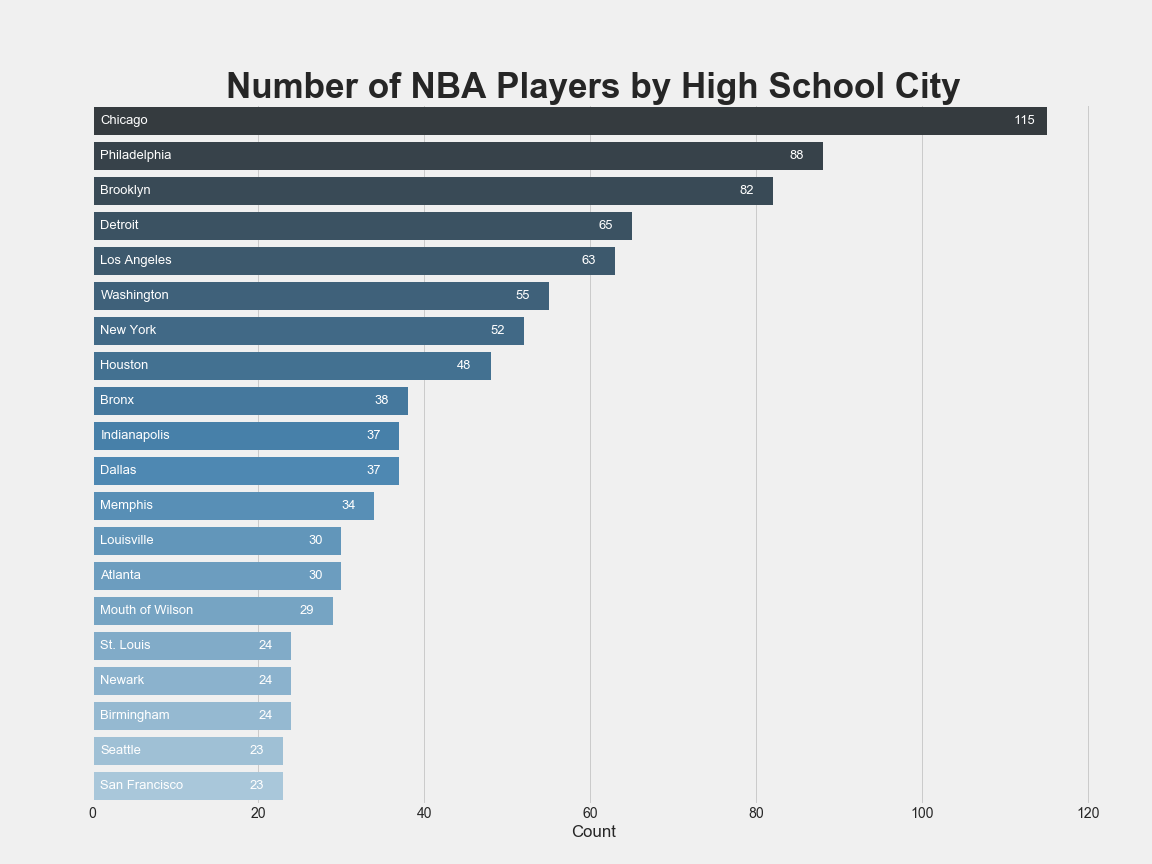 Number of NBA Players by High School City
Chicago 115
Philadelphia 88
Brooklyn 82
Detroit 65
Los Angeles 63
Washington 55
New York 52
Houston 48
Bronx 38
Indianapolis 37
Dallas 37
Memphis 34
Louisville 30
Atlanta 30
Mouth of Wilson 29
St. Louis 24
Newark 24
Birmingham 24
Seattle 23
San Francisco 23
0 20 40 60 80 100 120
Count